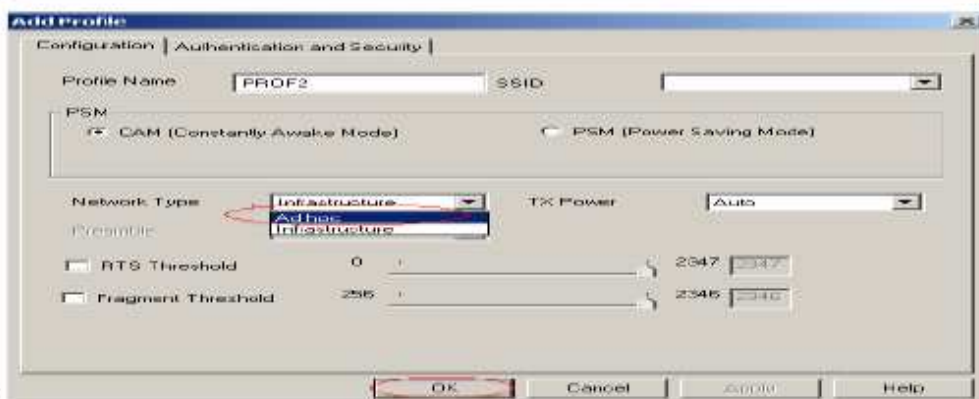 Add Profile
Configuration Authentication and Security
Profile Name PROF2 SSID
PSM
CAM (Constantly Awake Mode) PSM (Power Saving Mode)
Network Type Infrastructure TX Power Auto
Ad hoc
Preamble Infrastructure
RTS Threshold 0 2347 2347
Fragment Threshold 256 2346 2346
OK Cancel Apply Help